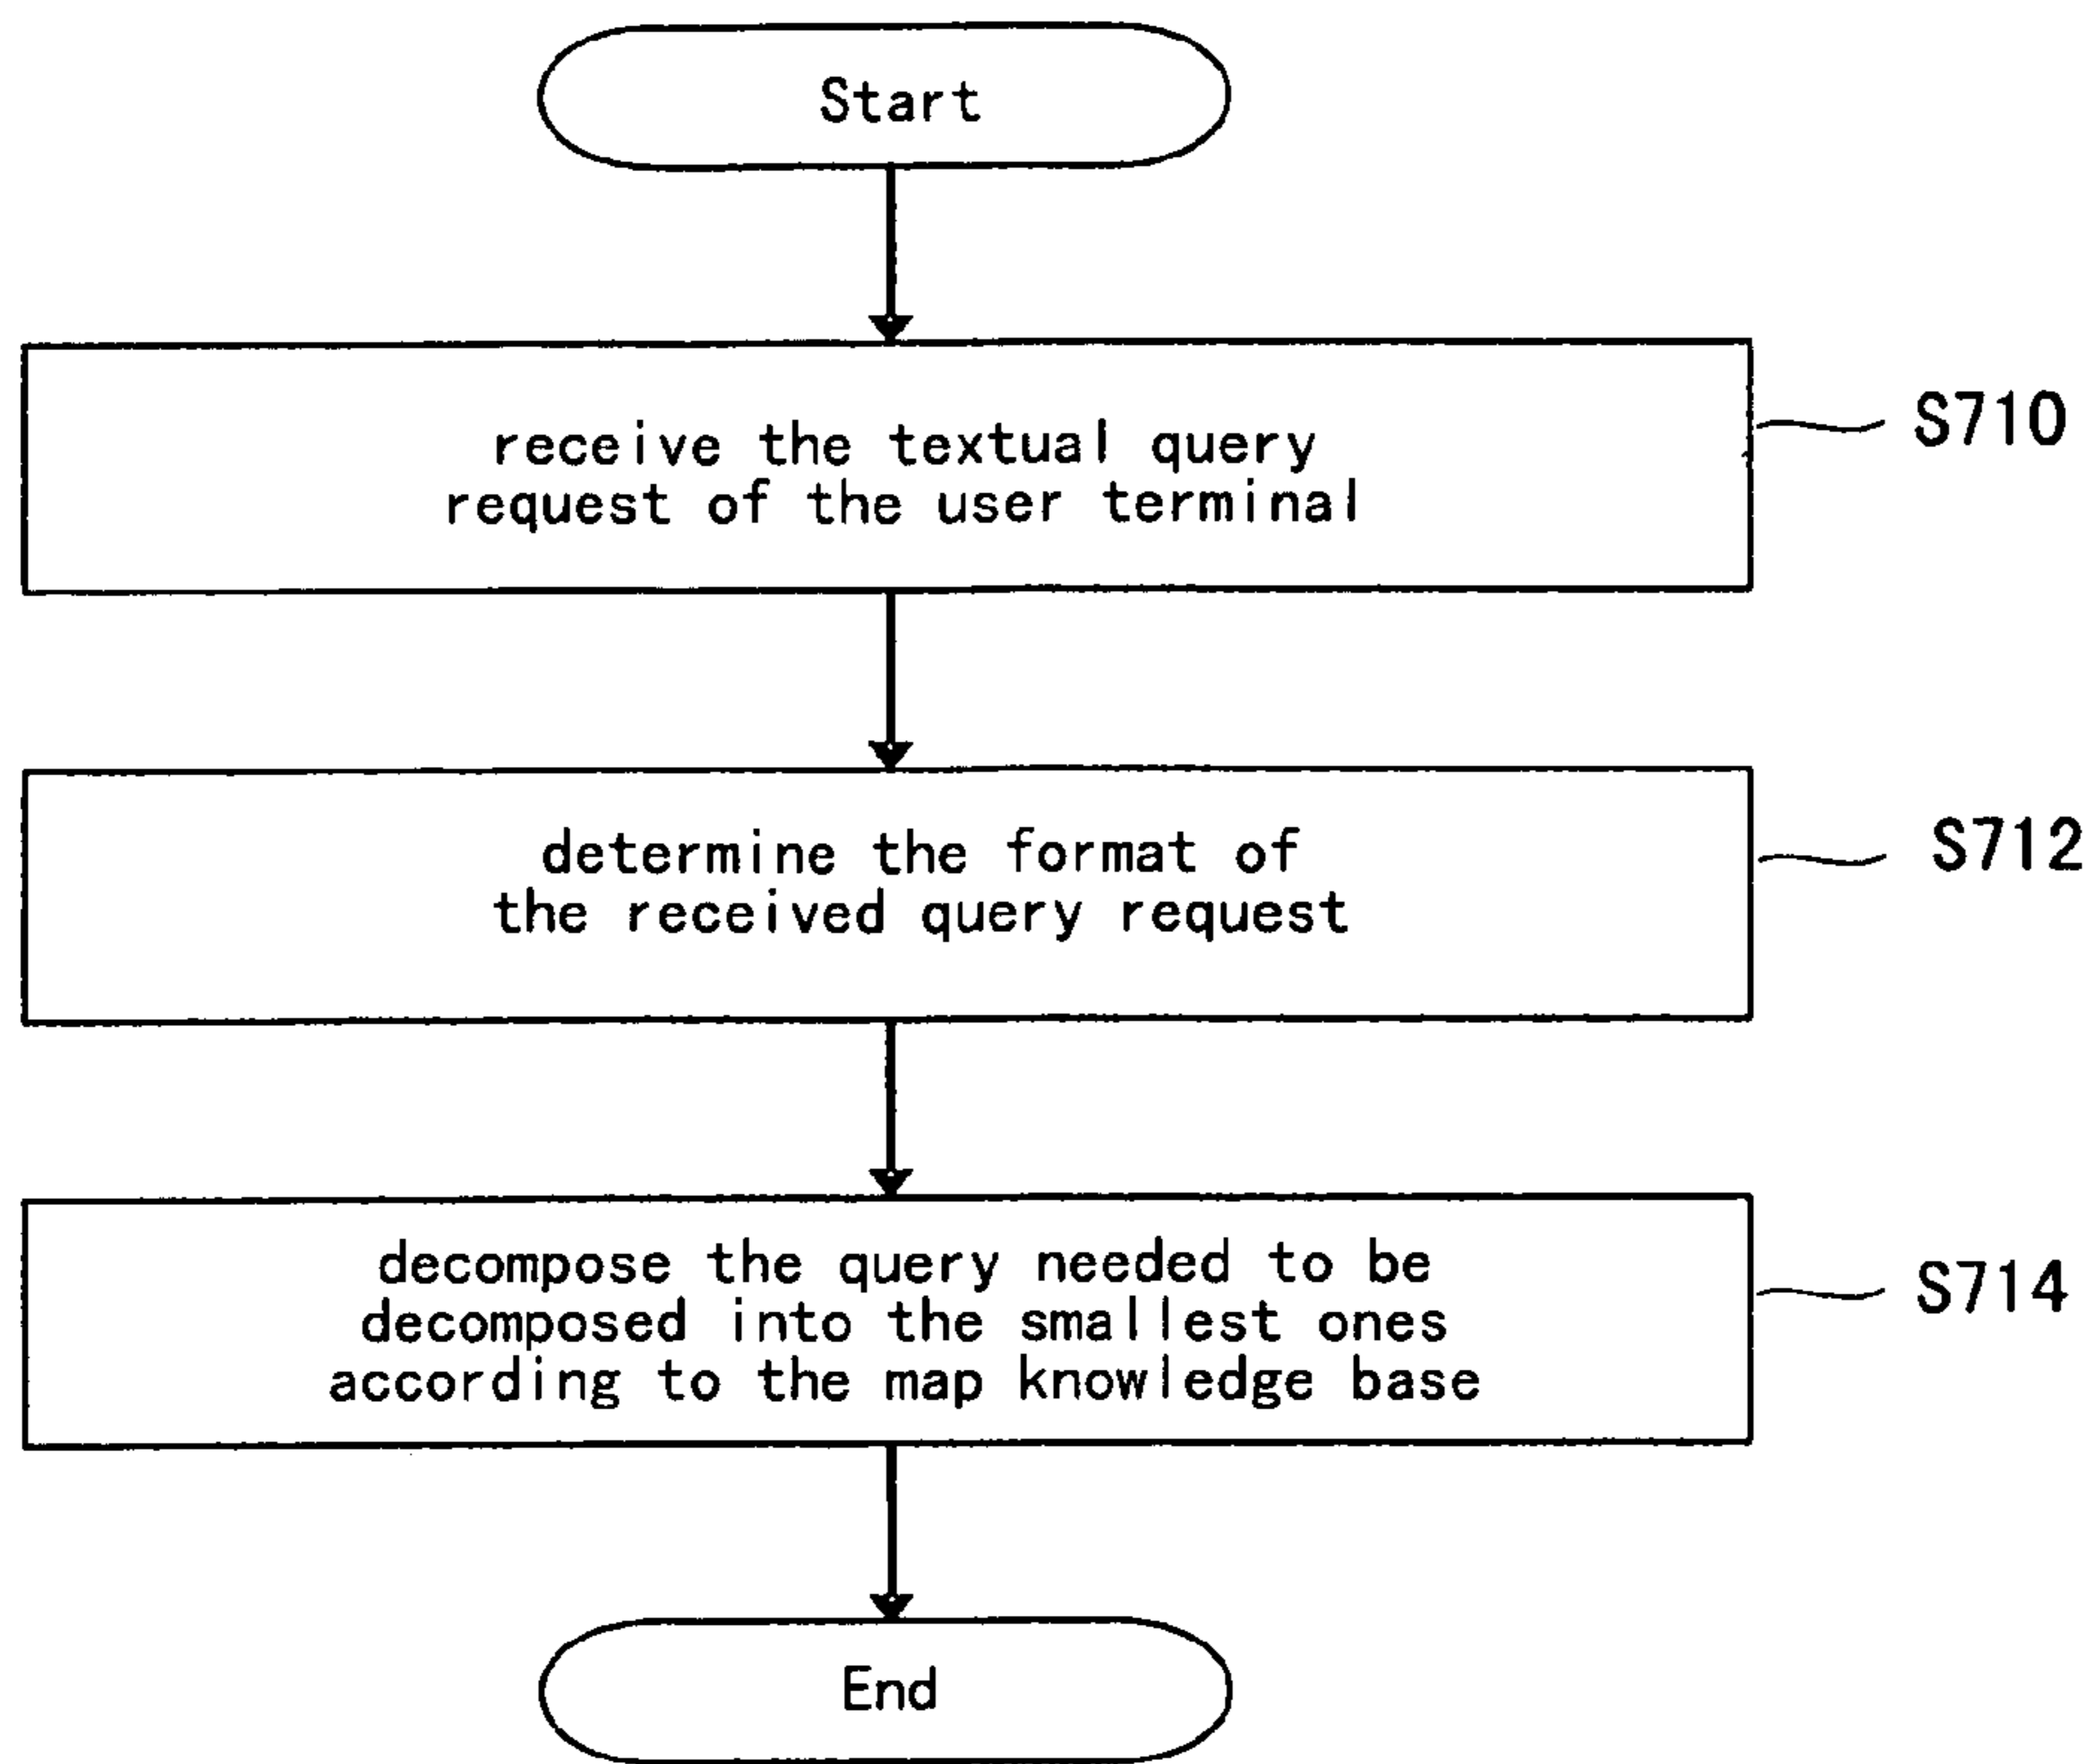 Start
receive the textual query
request of the user terminal
S710
determine the format of
the received query request
S712
decompose the query needed to be
decomposed into the smallest ones
according to the map knowledge base
S714
End